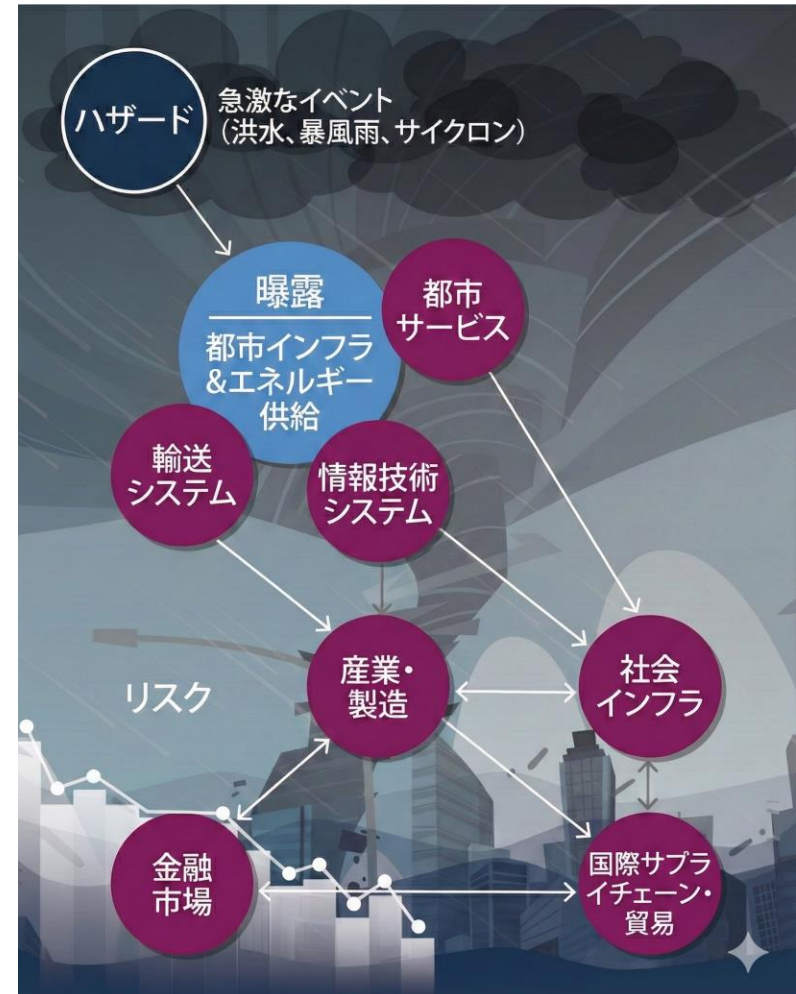 ハザード
急激なイベント
(洪水、暴風雨、サイクロン)
曝露
都市インフラ
&エネルギー
供給
都市
サービス
輸送
システム
情報技術
システム
リスク
産業・
製造
社会
インフラ
金融
市場
国際サプラ
イチェーン・
貿易